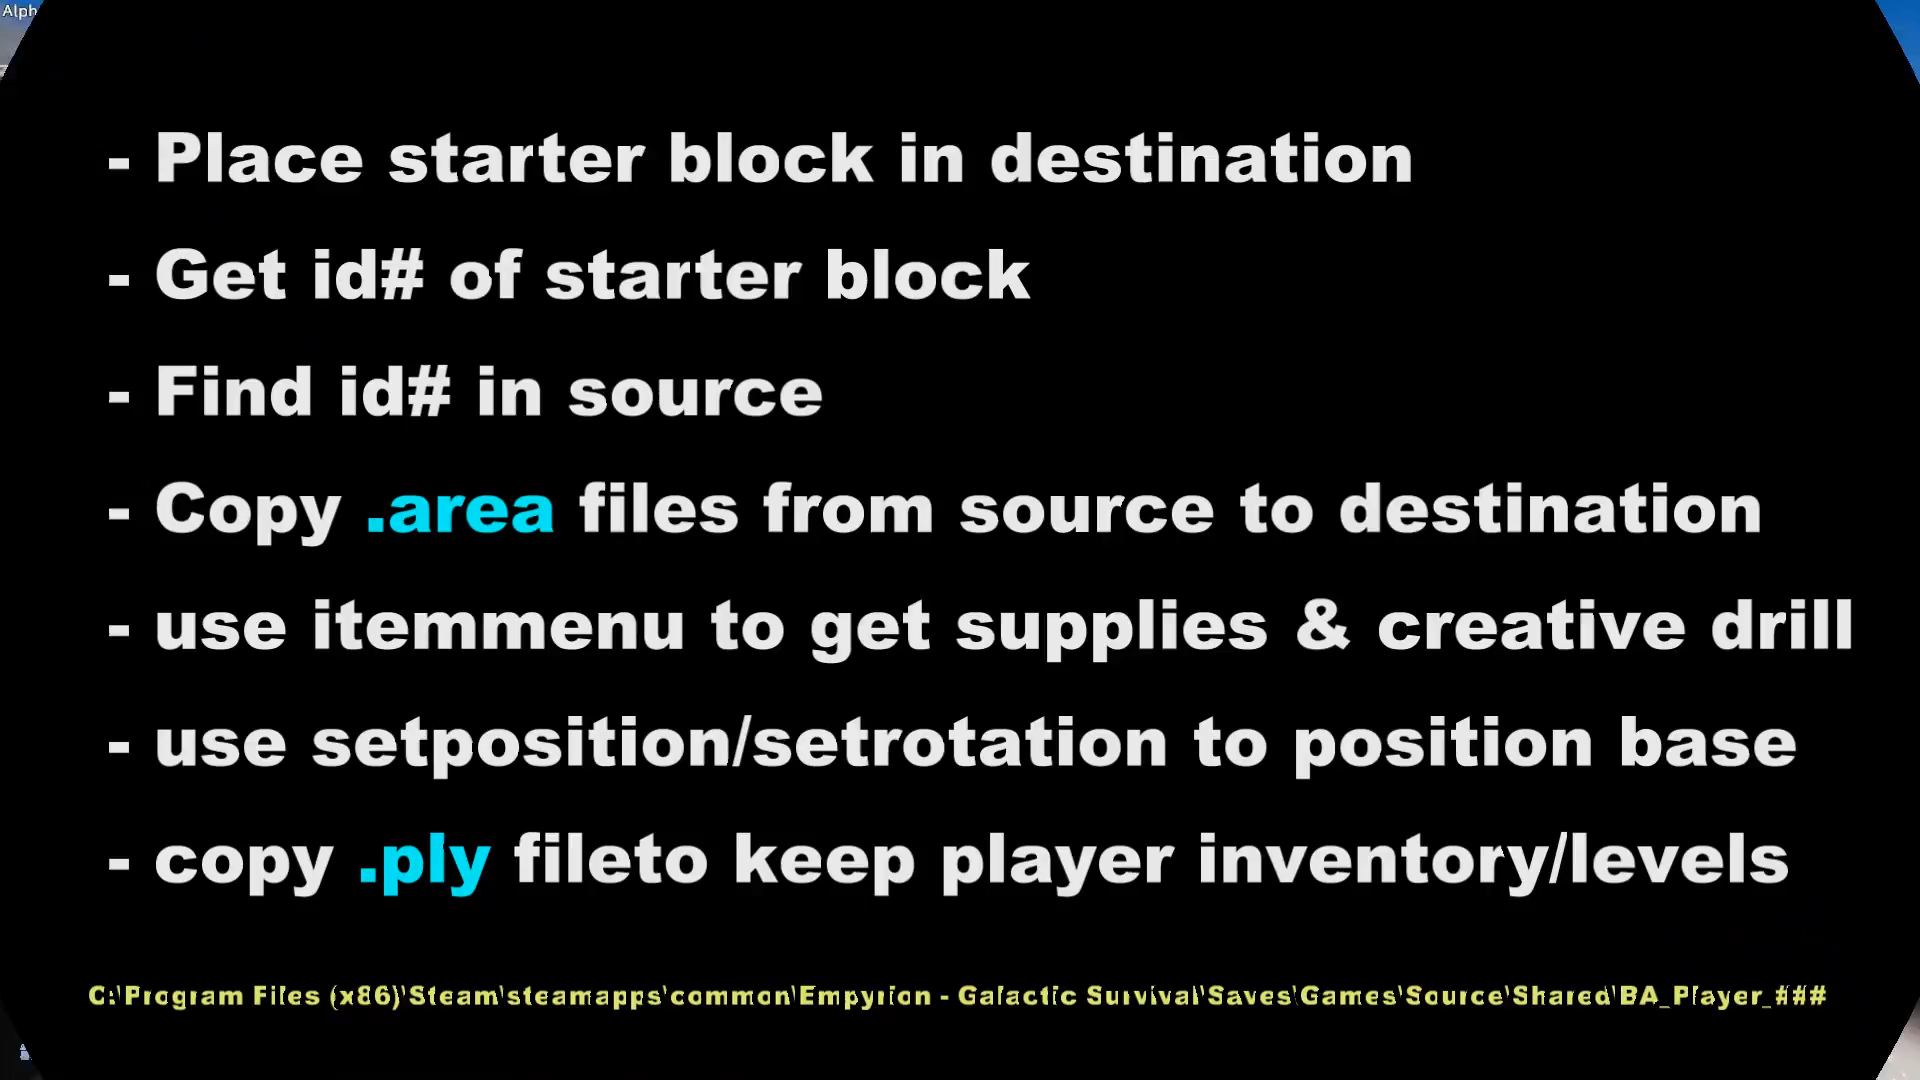 Alph
- Place starter block in destination
- Get id# of starter block
- Find id# in source
- Copy .area files from source to destination
- use itemmenu to get supplies & creative drill
- use setposition/setrotation to position base
- copy .ply fileto keep player inventory/levels
C:\Program Files (x86)\Steam\steamapps\common\Empyrion - Galactic Survival\Saves\Games\Source\Shared\BA_Player_###